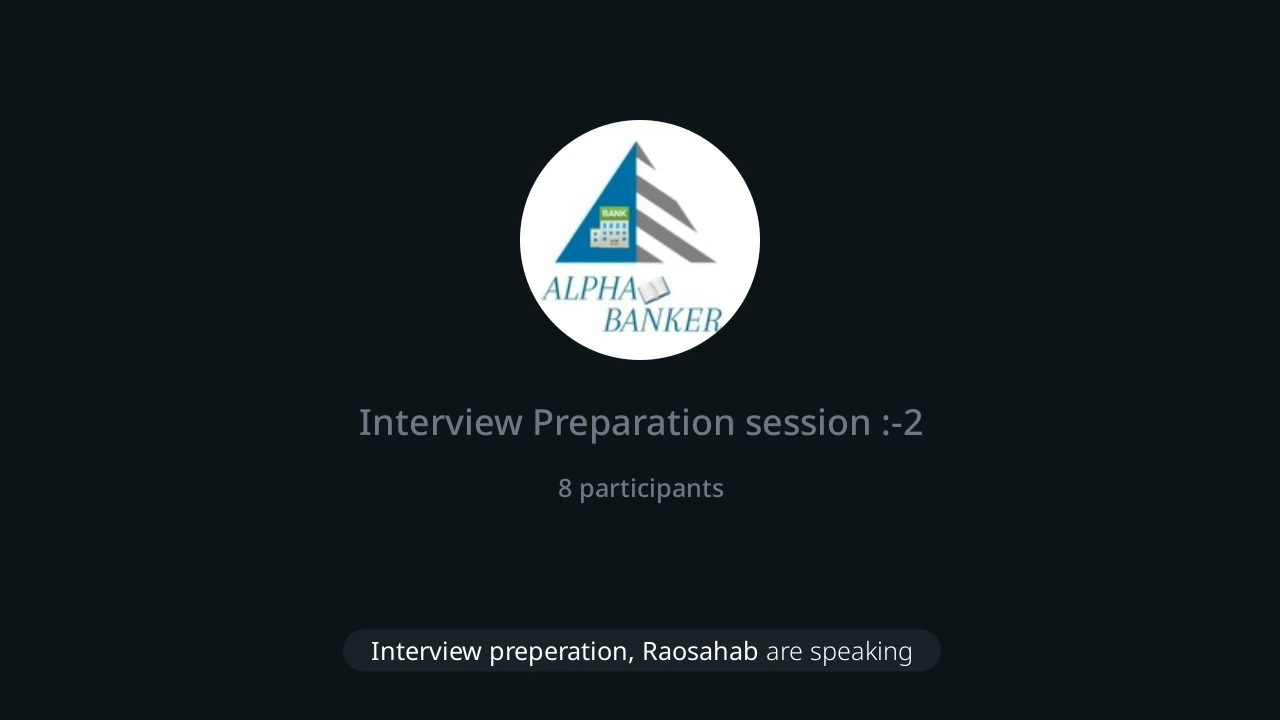 BANK
ALPHA
BANKER
Interview Preparation session :-2
8 participants
Interview preperation, Raosahab are speaking